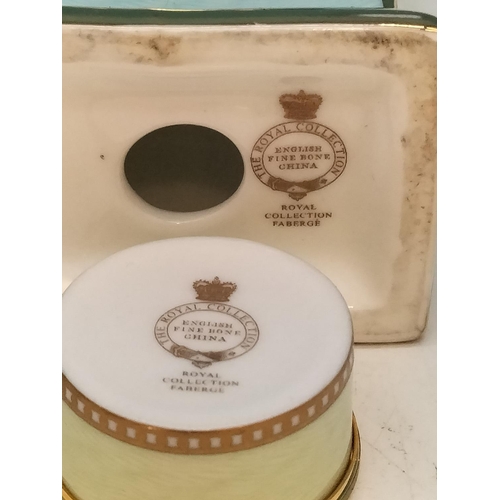 THE ROYAL COLLECTION
ENGLISH
FINE BONE
CHINA
ROYAL
COLLECTION
FABERGÉ
THE ROYAL COLLECTION
ENGLISH
FINE BONE
CHINA
ROYAL
COLLECTION
FABERGÉ